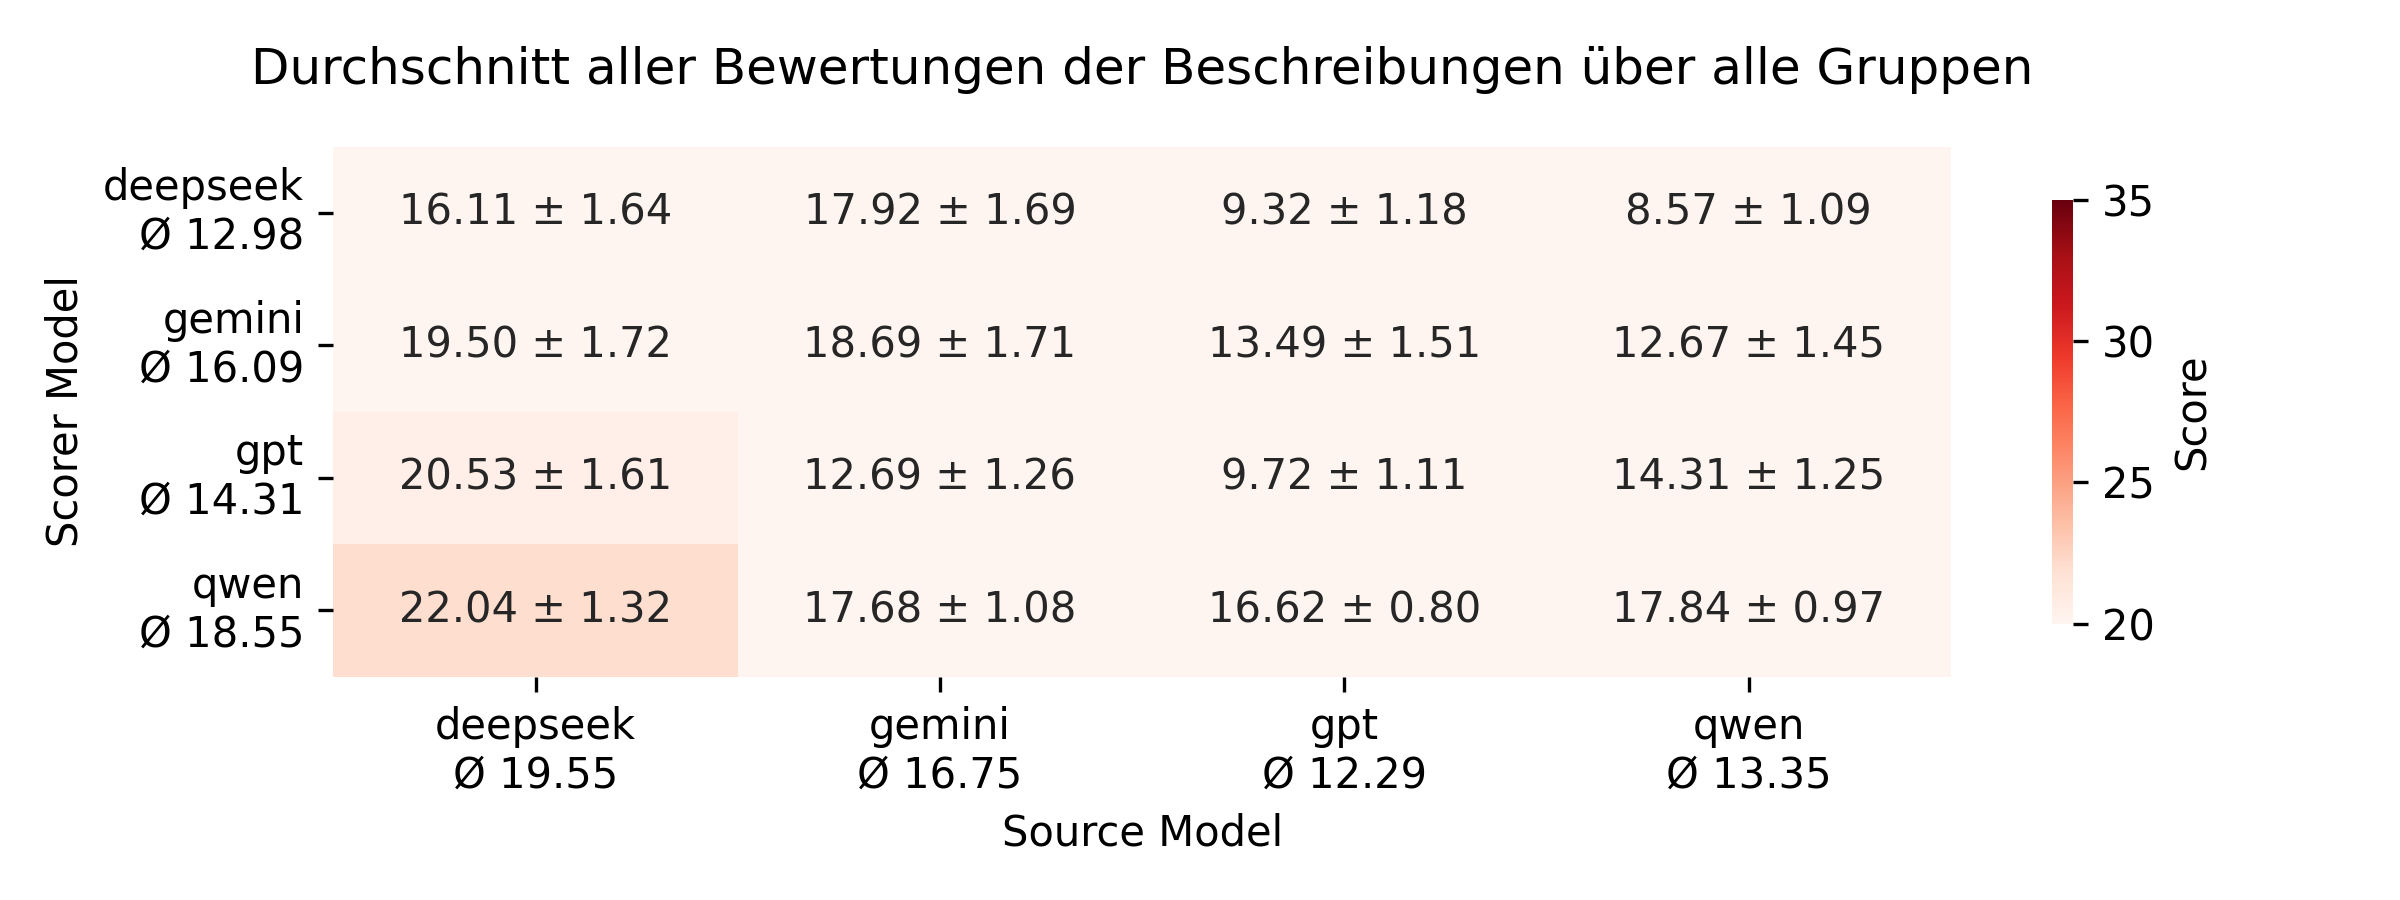 Durchschnitt aller Bewertungen der Beschreibungen über alle Gruppen
Scorer Model
deepseek
Ø 12.98
16.11 ± 1.64 17.92 ± 1.69 9.32 ± 1.18 8.57 ± 1.09
gemini
Ø 16.09
19.50 ± 1.72 18.69 ± 1.71 13.49 ± 1.51 12.67 ± 1.45
gpt
Ø 14.31
20.53 ± 1.61 12.69 ± 1.26 9.72 ± 1.11 14.31 ± 1.25
qwen
Ø 18.55
22.04 ± 1.32 17.68 ± 1.08 16.62 ± 0.80 17.84 ± 0.97
deepseek gemini gpt qwen
Ø 19.55 Ø 16.75 Ø 12.29 Ø 13.35
Source Model
35
30
25
20
Score